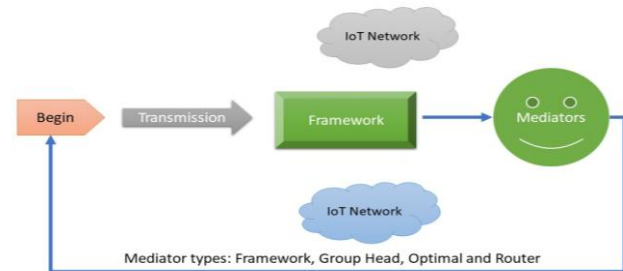 IoT Network
Begin
Transmission
Framework
Mediators
IoT Network
Mediator types: Framework, Group Head, Optimal and Router